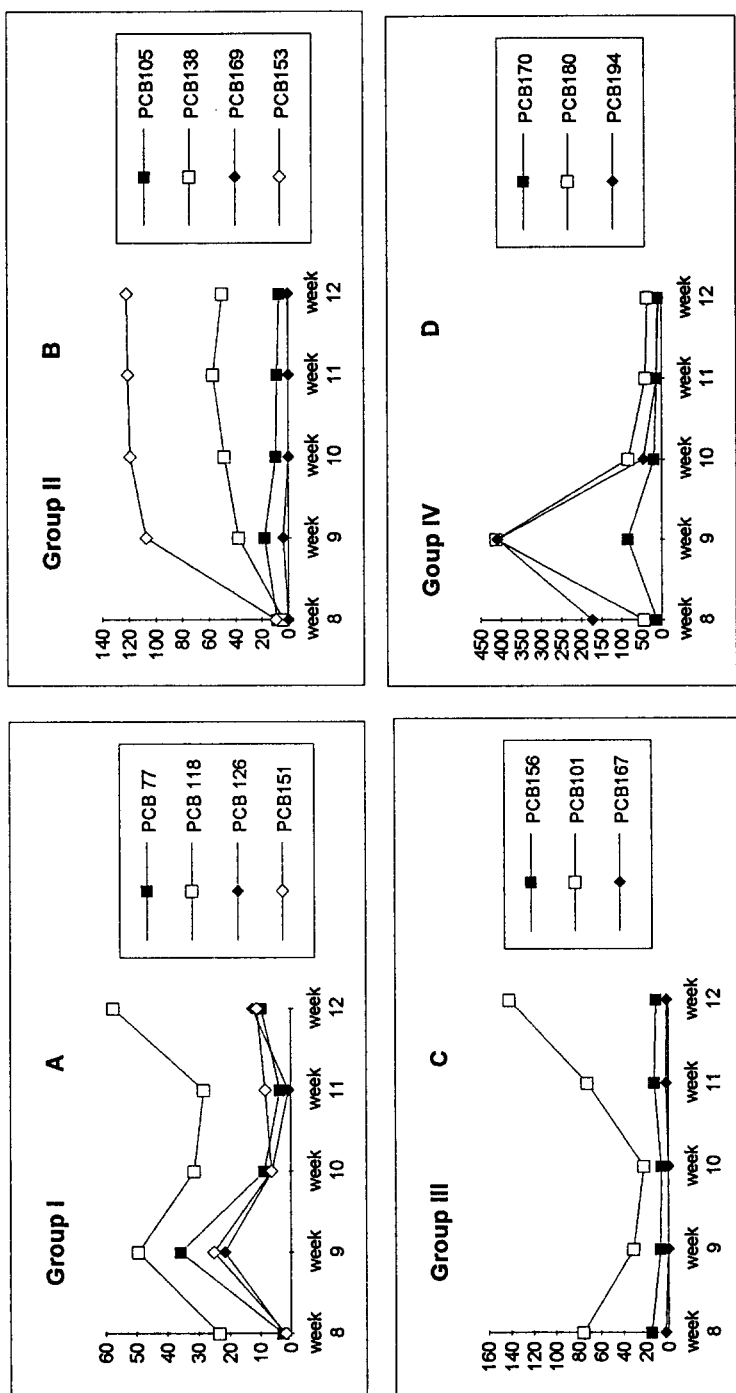 Group I A
60
50
40
30
20
10
0
week week week week week
8 9 10 11 12
PCB 77
PCB 118
PCB 126
PCB151
Group II B
140
120
100
80
60
40
20
0
week week week week week
8 9 10 11 12
PCB105
PCB138
PCB169
PCB153
Group III C
160
140
120
100
80
60
40
20
0
week week week week week
8 9 10 11 12
PCB156
PCB101
PCB167
Goup IV D
450
400
350
300
250
200
150
100
50
0
week week week week week
8 9 10 11 12
PCB170
PCB180
PCB194